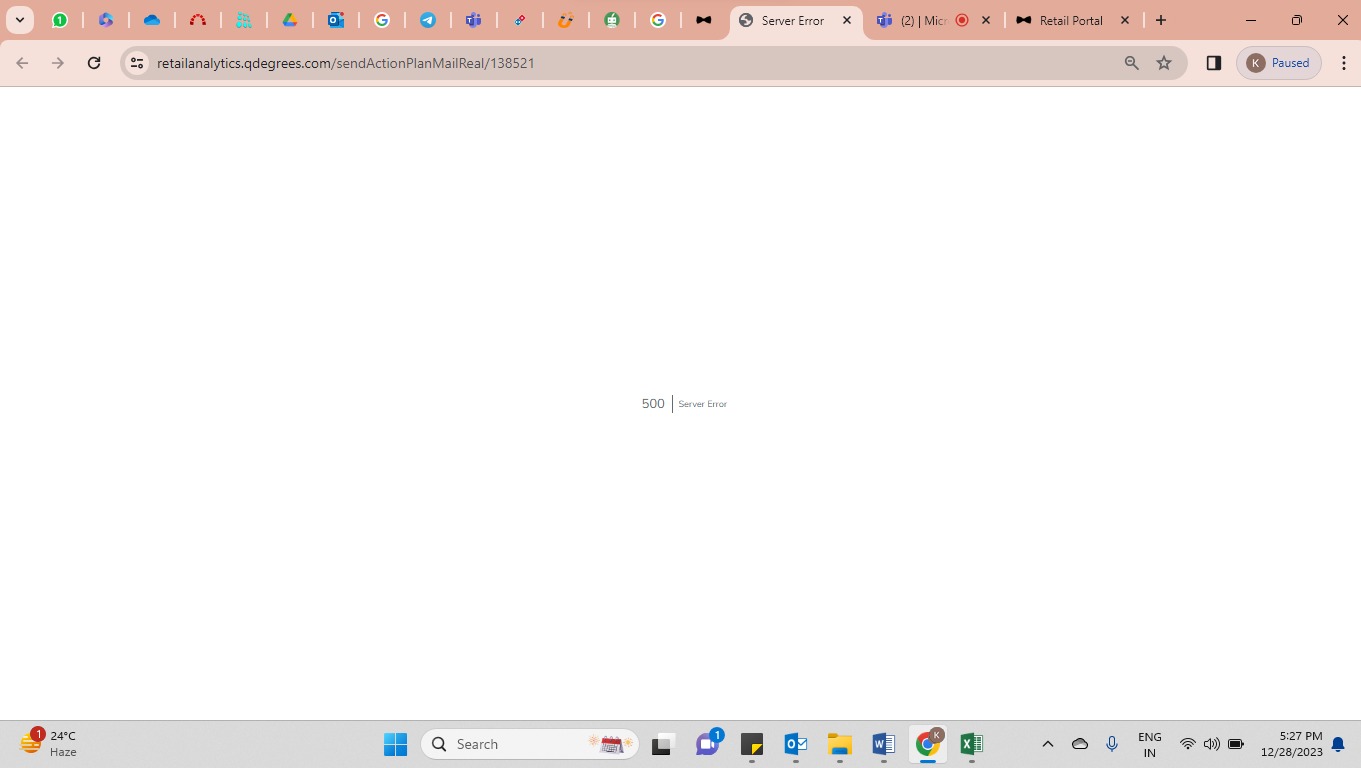 1
Server Error
(2) | Micr
Retail Portal
retailanalytics.qdegrees.com/sendActionPlanMailReal/138521
K
Paused
500
Server Error
1
24°C
Haze
Search
1
K
ENG
IN
5:27 PM
12/28/2023